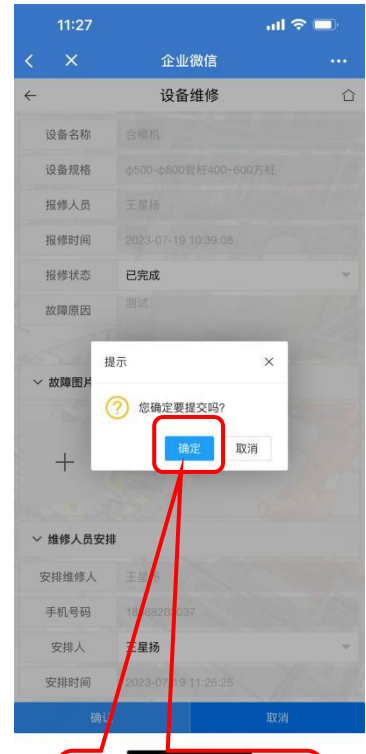 11:27
企业微信
设备维修
设备名称 合模机
设备规格 φ500-φ800管桩400~600方桩
报修人员 王星扬
报修时间 2023-07-19 10:39:08
报修状态 已完成
故障原因 测试
提示
故障图片
您确定要提交吗?
确定 取消
维修人员安排
安排维修人 王星扬
手机号码
安排人 王星扬
安排时间 2023-07-19 11:26:25
确认 取消